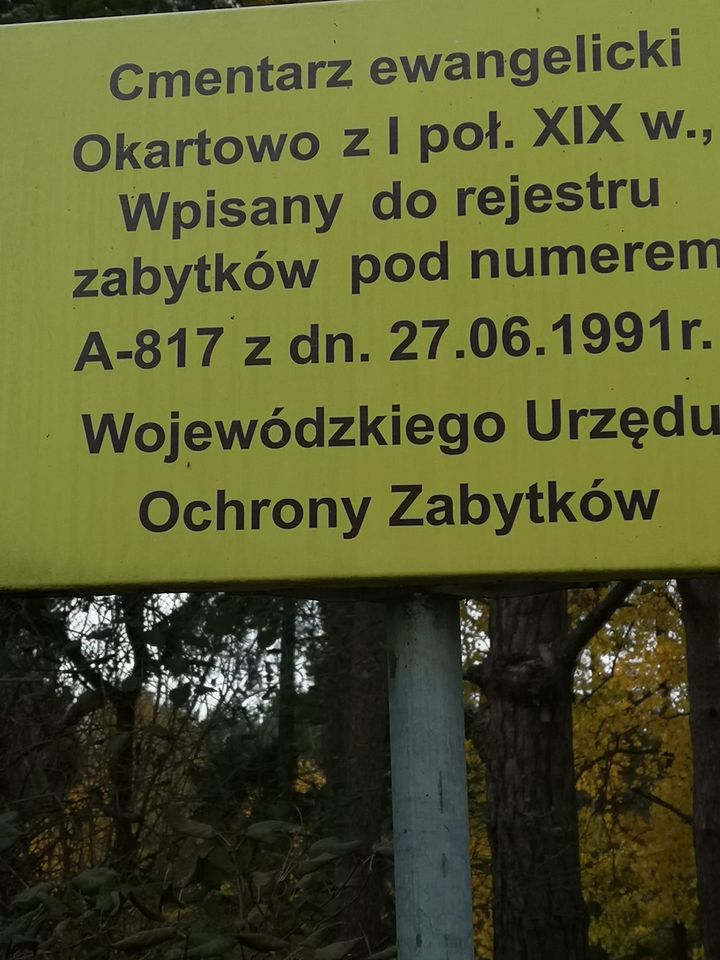 Cmentarz ewangelicki
Okartowo z I poł. XIX w.,
Wpisany do rejestru
zabytków pod numerem
A-817 z dn. 27.06.1991r.
Wojewódzkiego Urzędu
Ochrony Zabytków